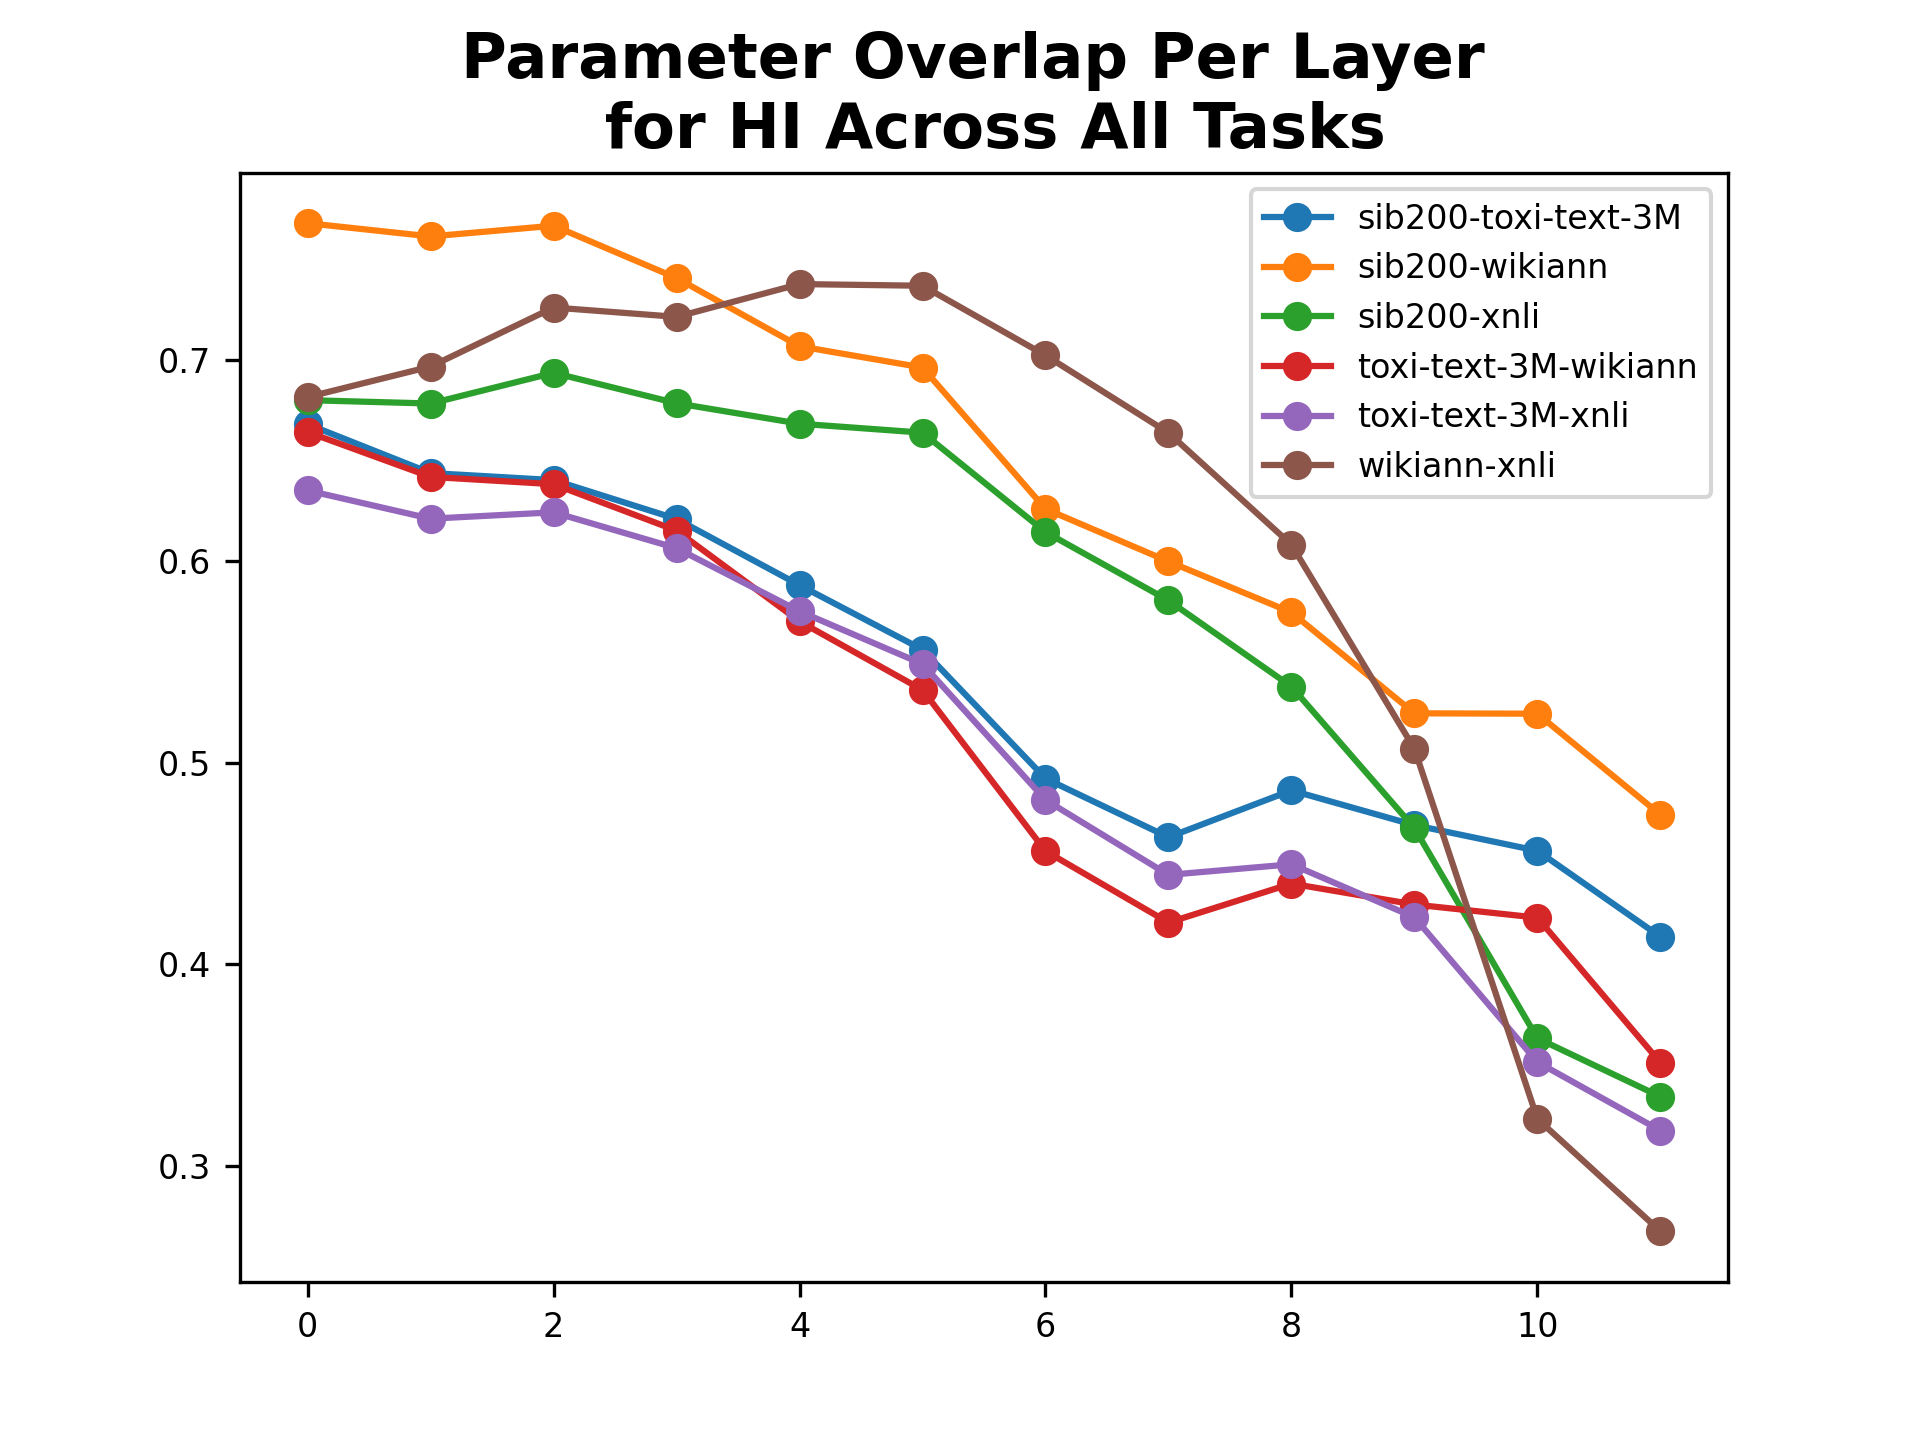 Parameter Overlap Per Layer
for HI Across All Tasks
sib200-toxi-text-3M
sib200-wikiann
sib200-xnli
toxi-text-3M-wikiann
toxi-text-3M-xnli
wikiann-xnli
0.7
0.6
0.5
0.4
0.3
0 2 4 6 8 10